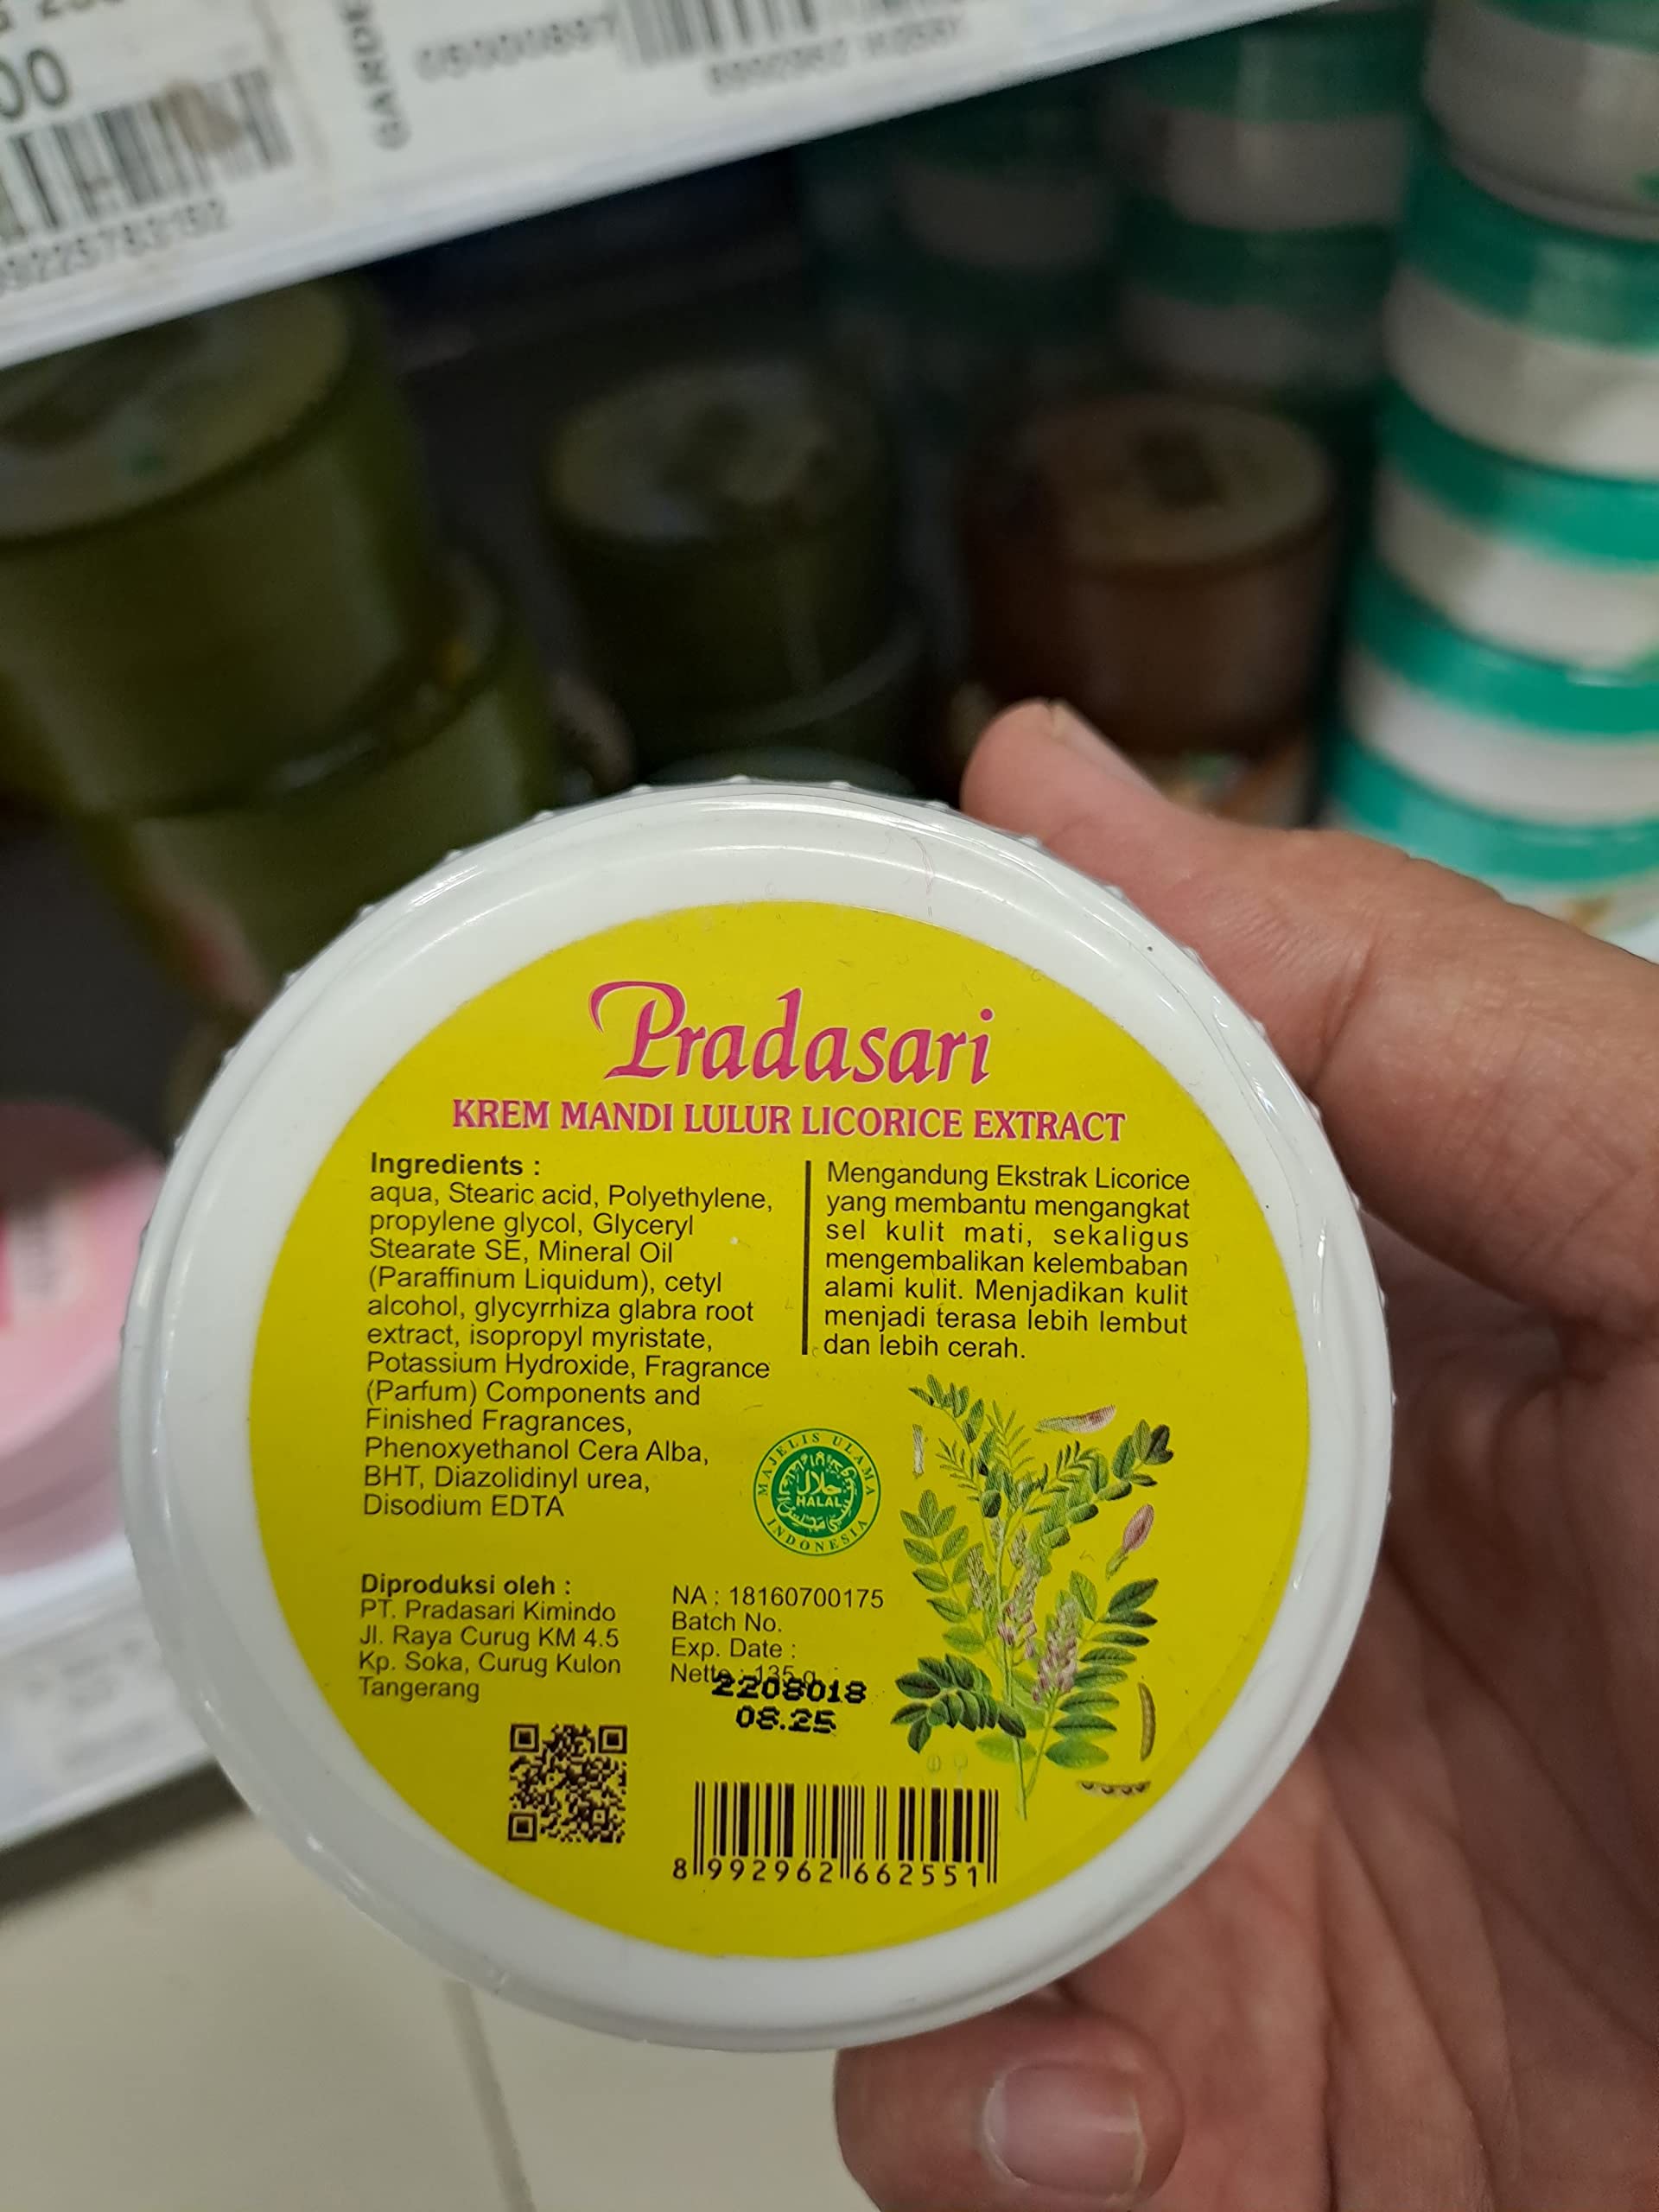 00
GARDE
Pradasari
KREM MANDI LULUR LICORICE EXTRACT
Ingredients :
aqua, Stearic acid, Polyethylene,
propylene glycol, Glyceryl
Stearate SE, Mineral Oil
(Paraffinum Liquidum), cetyl
alcohol, glycyrrhiza glabra root
extract, isopropyl myristate,
Potassium Hydroxide, Fragrance
(Parfum) Components and
Finished Fragrances,
Phenoxyethanol Cera Alba,
BHT, Diazolidinyl urea,
Disodium EDTA
Mengandung Ekstrak Licorice
yang membantu mengangkat
sel kulit mati, sekaligus
mengembalikan kelembaban
alami kulit. Menjadikan kulit
menjadi terasa lebih lembut
dan lebih cerah.
MAJELIS ULAMA
حلال
HALAL
INDONESIA
Diproduksi oleh :
PT. Pradasari Kimindo
Jl. Raya Curug KM 4.5
Kp. Soka, Curug Kulon
Tangerang
NA : 18160700175
Batch No.
Exp. Date :
Netto : 135 g
2208018
08.25
8 992962 662551